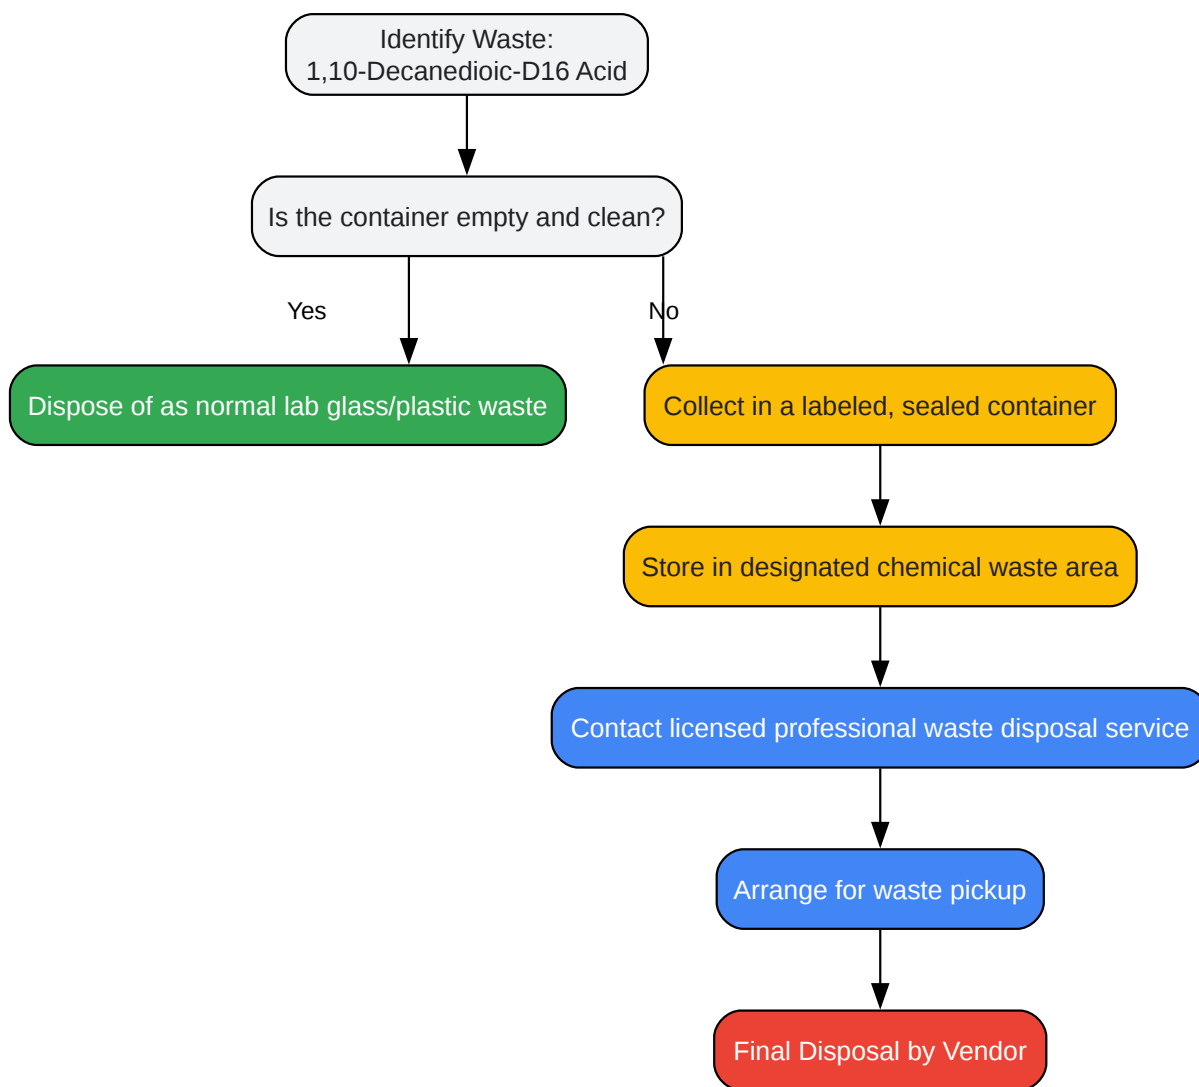 Identify Waste:
1,10-Decanedioic-D16 Acid
Is the container empty and clean?
Yes
No
Dispose of as normal lab glass/plastic waste
Collect in a labeled, sealed container
Store in designated chemical waste area
Contact licensed professional waste disposal service
Arrange for waste pickup
Final Disposal by Vendor